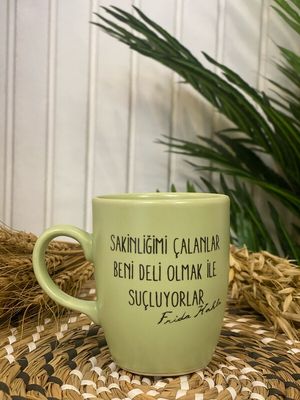 SAKİNLİĞİMİ ÇALANLAR
BENİ DELİ OLMAK İLE
SUÇLUYORLAR
Frida Kahlo